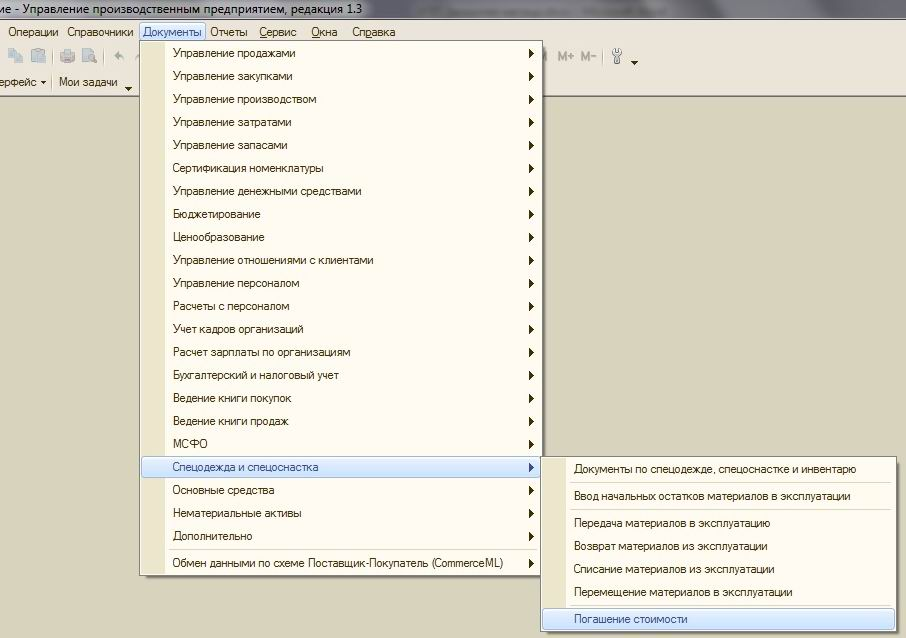 ие - Управление производственным предприятием, редакция 1.3
Операции Справочники Документы Отчеты Сервис Окна Справка
M+ M-
ерфейс Мои задачи
Управление продажами
Управление закупками
Управление производством
Управление затратами
Управление запасами
Сертификация номенклатуры
Управление денежными средствами
Бюджетирование
Ценообразование
Управление отношениями с клиентами
Управление персоналом
Расчеты с персоналом
Учет кадров организаций
Расчет зарплаты по организациям
Бухгалтерский и налоговый учет
Ведение книги покупок
Ведение книги продаж
МСФО
Спецодежда и спецоснастка
Основные средства
Нематериальные активы
Дополнительно
Обмен данными по схеме Поставщик-Покупатель (CommerceML)
Документы по спецодежде, спецоснастке и инвентарю
Ввод начальных остатков материалов в эксплуатации
Передача материалов в эксплуатацию
Возврат материалов из эксплуатации
Списание материалов из эксплуатации
Перемещение материалов в эксплуатации
Погашение стоимости